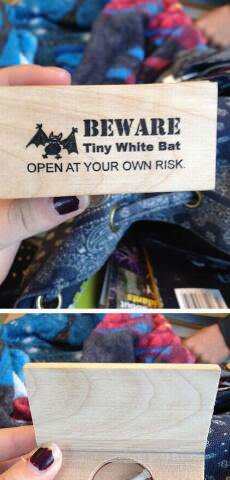 BEWARE
Tiny White Bat
OPEN AT YOUR OWN RISK.